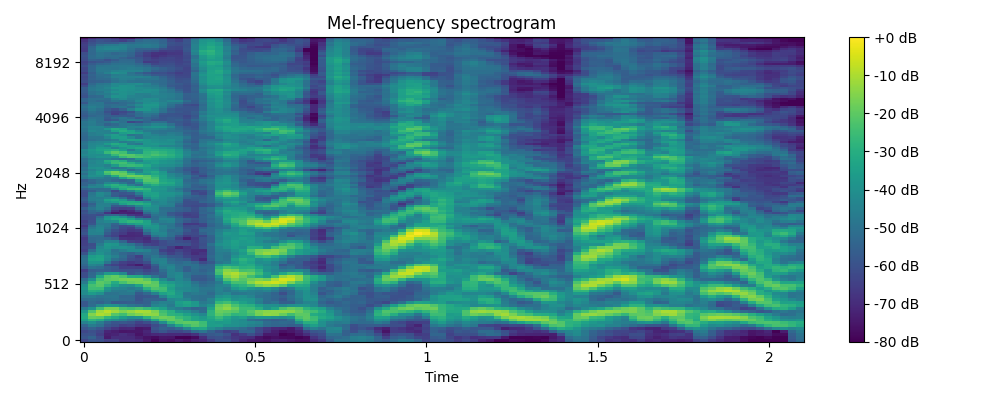 Mel-frequency spectrogram
+0 dB
8192
-10 dB
4096
-20 dB
-30 dB
2048
Hz
-40 dB
1024
-50 dB
-60 dB
512
-70 dB
0
-80 dB
0 0.5 1 1.5 2
Time